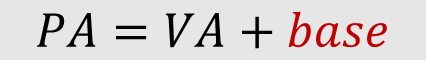 PA = VA + base